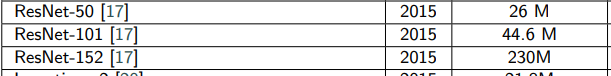 ResNet-50 [17] 2015 26 M
ResNet-101 [17] 2015 44.6 M
ResNet-152 [17] 2015 230M